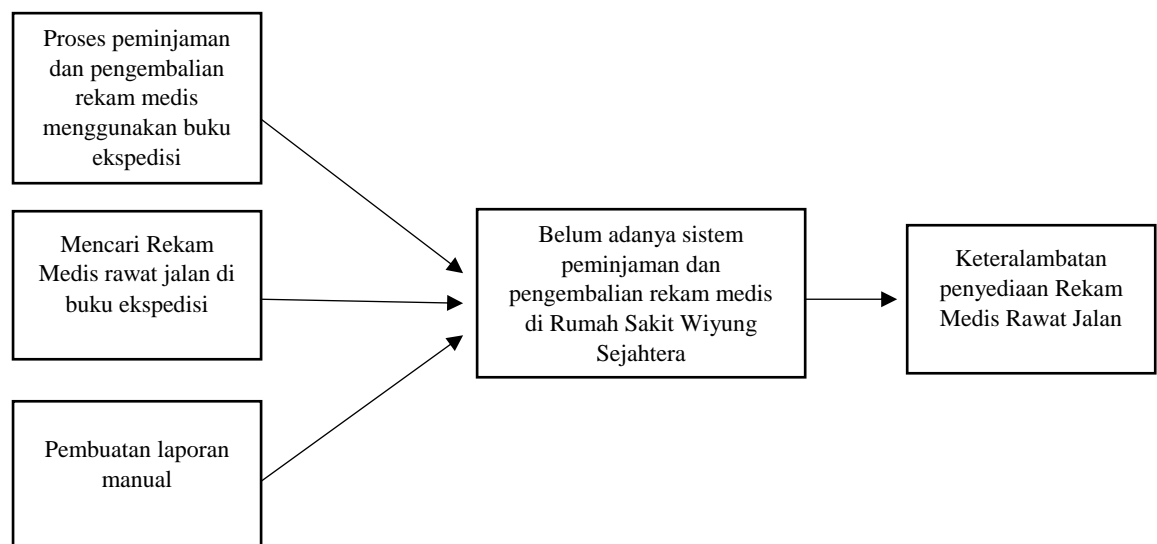 Proses peminjaman
dan pengembalian
rekam medis
menggunakan buku
ekspedisi
Mencari Rekam
Medis rawat jalan di
buku ekspedisi
Pembuatan laporan
manual
Belum adanya sistem
peminjaman dan
pengembalian rekam medis
di Rumah Sakit Wiyung
Sejahtera
Keteralambatan
penyediaan Rekam
Medis Rawat Jalan